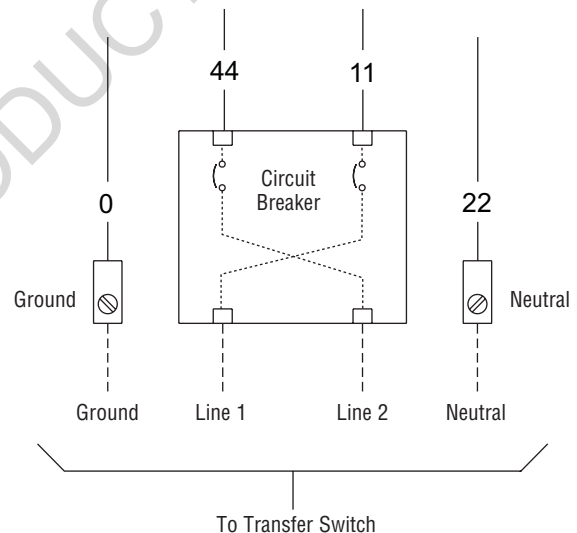 44
11
Circuit
Breaker
0
22
Ground
Neutral
Ground
Line 1
Line 2
Neutral
To Transfer Switch